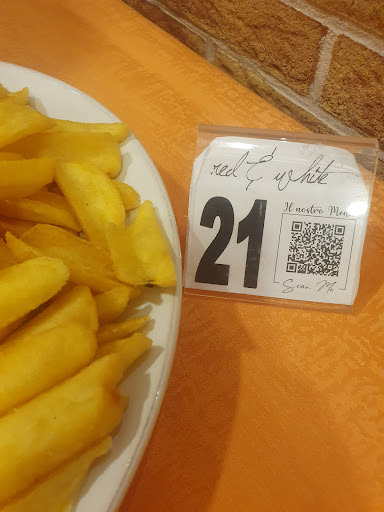 red & white
21
Il nostro Menù
Scan Me